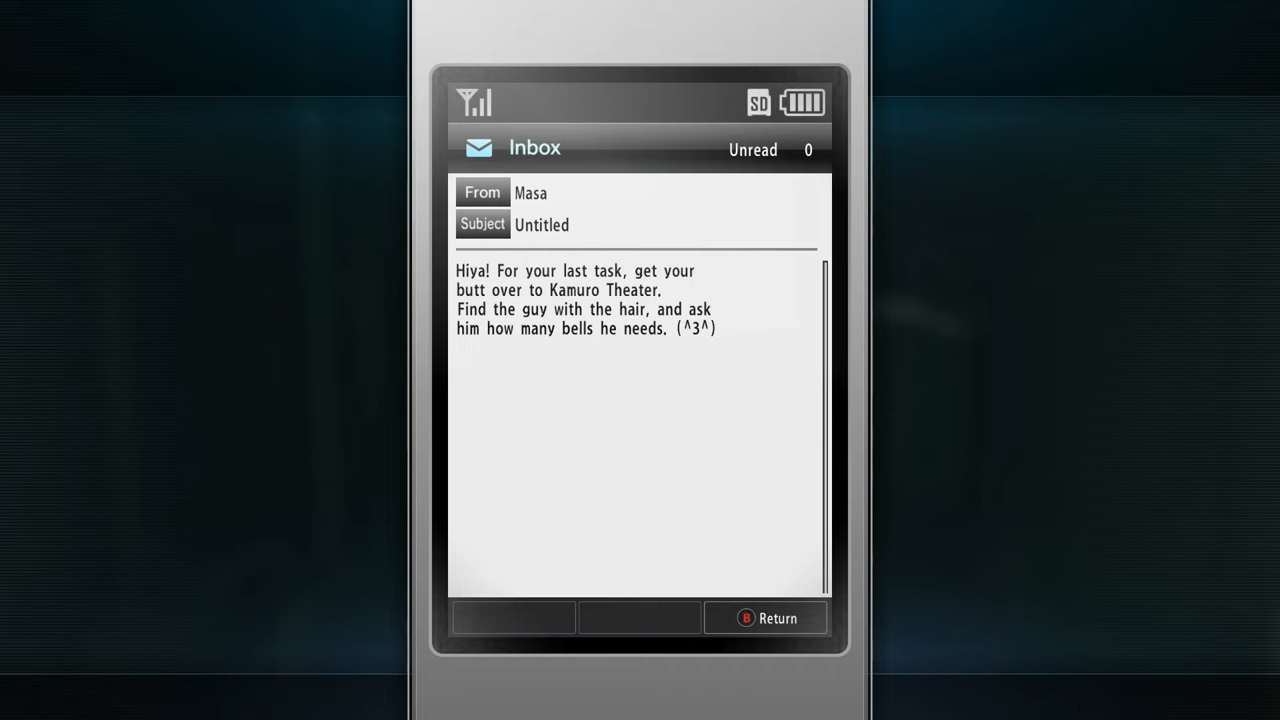 SD
Inbox
Unread 0
From Masa
Subject Untitled
Hiya! For your last task, get your
butt over to Kamuro Theater.
Find the guy with the hair, and ask
him how many bells he needs. (^3^)
B Return